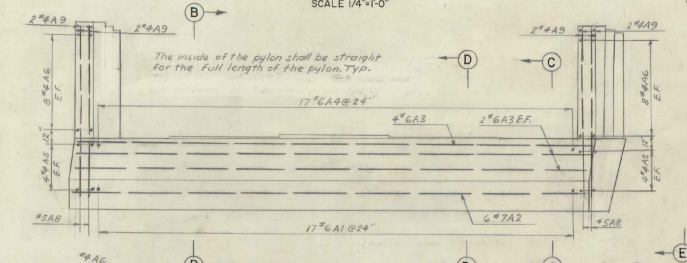 SCALE 1/4"=1'-0"
B
2#4A9
2#4A9
2#4A9
2#4A9
The inside of the pylon shall be straight
for the full length of the pylon. Typ.
D
C
8#4A6
E.F.
8#4A6
E.F.
17#6A4@24"
4#6A3
2#6A3 E.F.
12"
12"
4#4A5
E.F.
4#4A5
E.F.
#5A8
6#7A2
#5A8
17#6A1@24"
#4A6
E